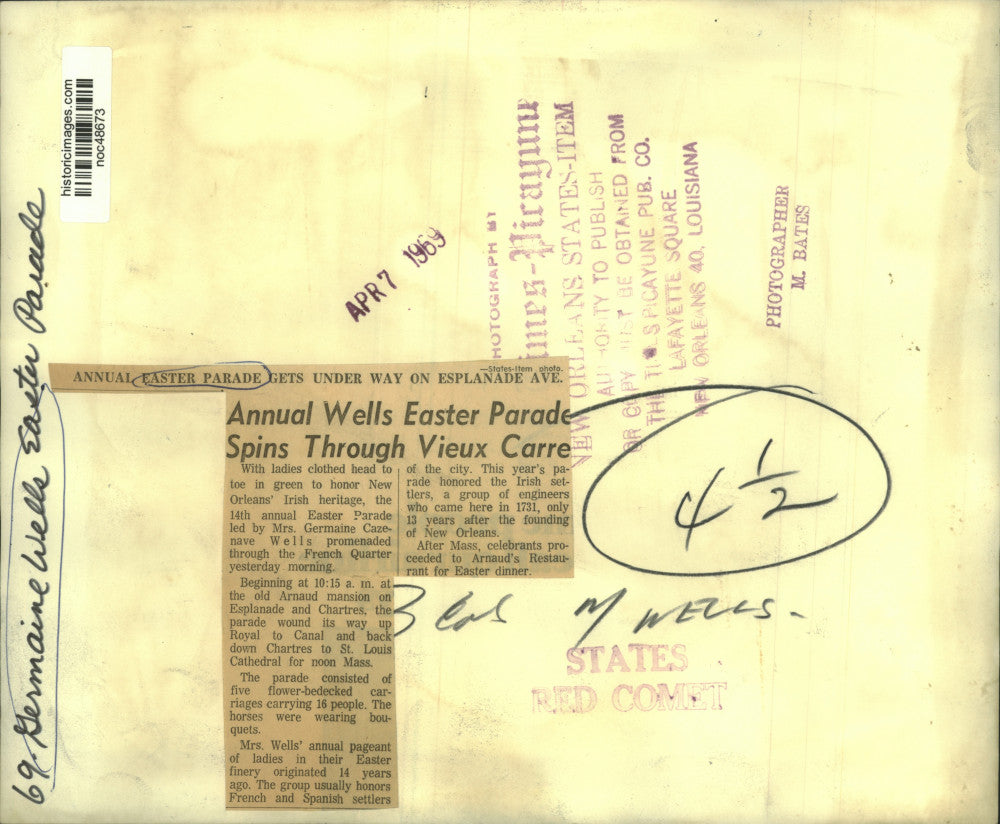 historicimages.com
noc48673
69. Germaine Wells Easter Parade
APR 7 1969
PHOTOGRAPHER
M. BATES
NEW ORLEANS STATES-ITEM
AUTHORITY TO PUBLISH
OR COPY MUST BE OBTAINED FROM
THE TIMES PICAYUNE PUB. CO.
LAFAYETTE SQUARE
NEW ORLEANS 40, LOUISIANA
—States-Item photo.
ANNUAL EASTER PARADE GETS UNDER WAY ON ESPLANADE AVE.
Annual Wells Easter Parade
Spins Through Vieux Carre
With ladies clothed head to
toe in green to honor New
Orleans' Irish heritage, the
14th annual Easter Parade
led by Mrs. Germaine Caze-
nave Wells promenaded
through the French Quarter
yesterday morning.
Beginning at 10:15 a. m. at
the old Arnaud mansion on
Esplanade and Chartres, the
parade wound its way up
Royal to Canal and back
down Chartres to St. Louis
Cathedral for noon Mass.
The parade consisted of
five flower-bedecked car-
riages carrying 16 people. The
horses were wearing bou-
quets.
Mrs. Wells' annual pageant
of ladies in their Easter
finery originated 14 years
ago. The group usually honors
French and Spanish settlers
of the city. This year's pa-
rade honored the Irish set-
tlers, a group of engineers
who came here in 1731, only
13 years after the founding
of New Orleans.
After Mass, celebrants pro-
ceeded to Arnaud's Restau-
rant for Easter dinner.
4 1/2
3 Cols M WELLS-
STATES
RED COMET